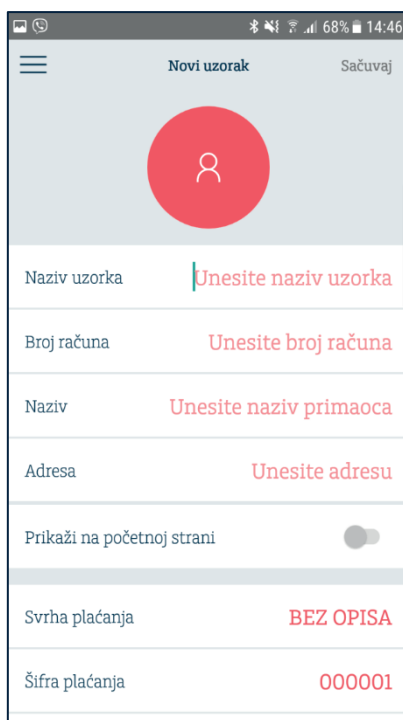 68% 14:46
Novi uzorak Sačuvaj
Naziv uzorka Unesite naziv uzorka
Broj računa Unesite broj računa
Naziv Unesite naziv primaoca
Adresa Unesite adresu
Prikaži na početnoj strani
Svrha plaćanja BEZ OPISA
Šifra plaćanja 000001